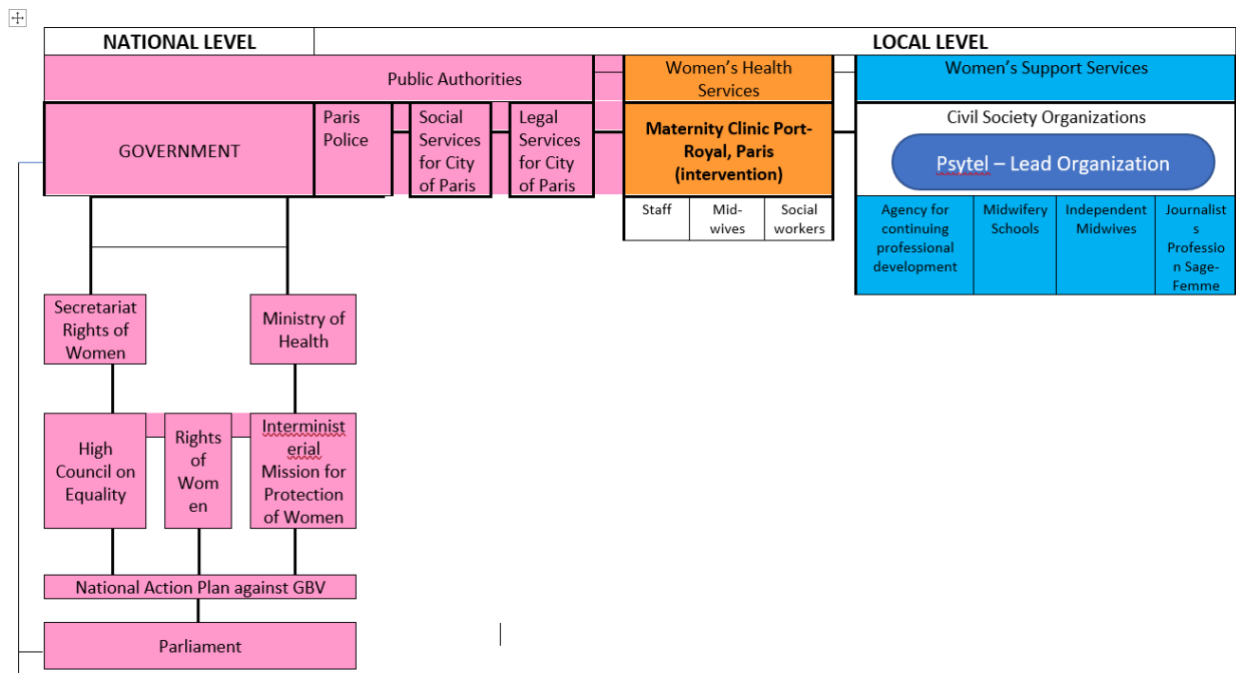 NATIONAL LEVEL
LOCAL LEVEL
Public Authorities
Women’s Health
Services
Women’s Support Services
GOVERNMENT
Paris
Police
Social
Services
for City
of Paris
Legal
Services
for City
of Paris
Maternity Clinic Port-
Royal, Paris
(intervention)
Civil Society Organizations
Psytel – Lead Organization
Staff
Mid-
wives
Social
workers
Agency for
continuing
professional
development
Midwifery
Schools
Independent
Midwives
Journalist
s
Professio
n Sage-
Femme
Secretariat
Rights of
Women
Ministry of
Health
High
Council on
Equality
Rights
of
Wom
en
Interminist
erial
Mission for
Protection
of Women
National Action Plan against GBV
Parliament